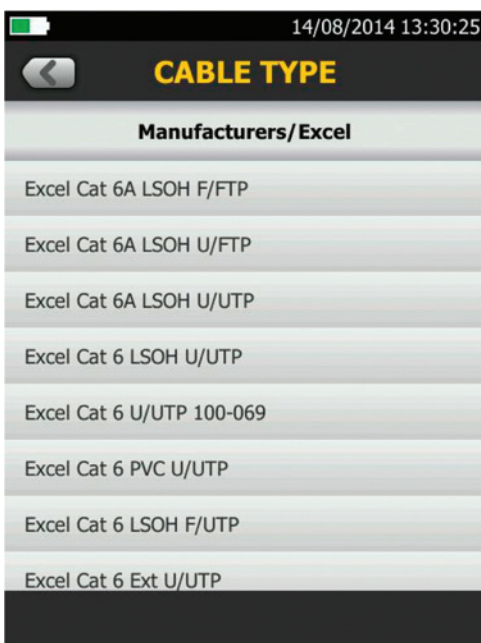 14/08/2014 13:30:25
CABLE TYPE
Manufacturers/Excel
Excel Cat 6A LSOH F/FTP
Excel Cat 6A LSOH U/FTP
Excel Cat 6A LSOH U/UTP
Excel Cat 6 LSOH U/UTP
Excel Cat 6 U/UTP 100-069
Excel Cat 6 PVC U/UTP
Excel Cat 6 LSOH F/UTP
Excel Cat 6 Ext U/UTP